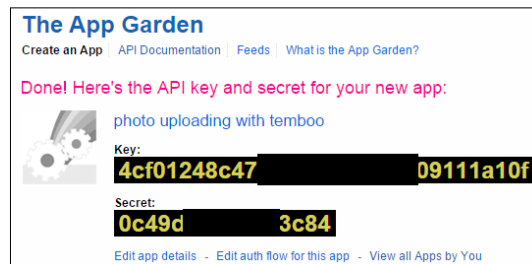 The App Garden
Create an App API Documentation Feeds What is the App Garden?
Done! Here's the API key and secret for your new app:
photo uploading with temboo
Key:
4cf01248c47 09111a10f
Secret:
0c49d 3c84
Edit app details - Edit auth flow for this app - View all Apps by You